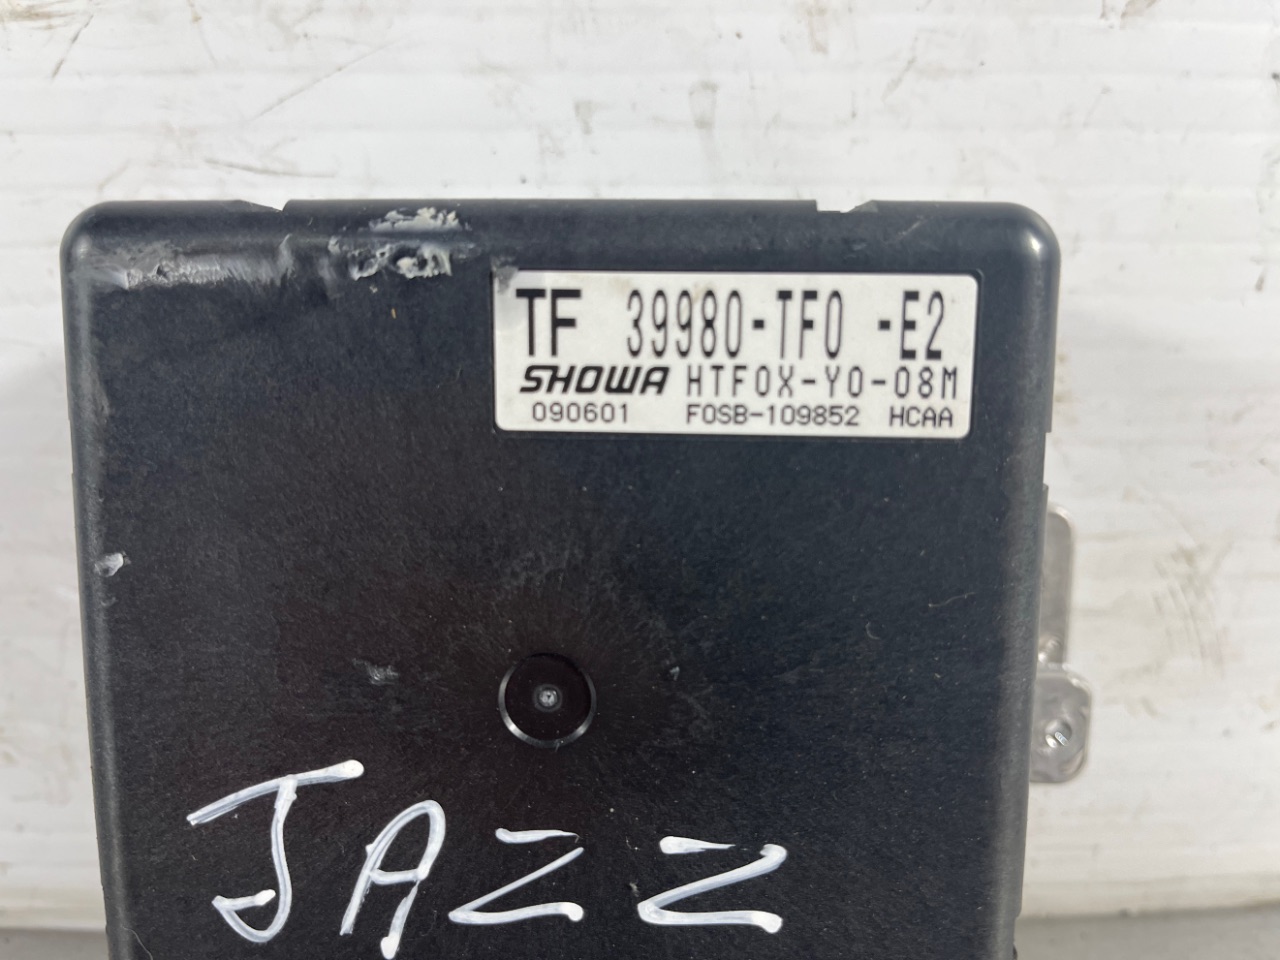 TF 39980-TF0 -E2
SHOWA HTF0X-Y0-08M
090601 F0SB-109852 HCAA
JAZZ